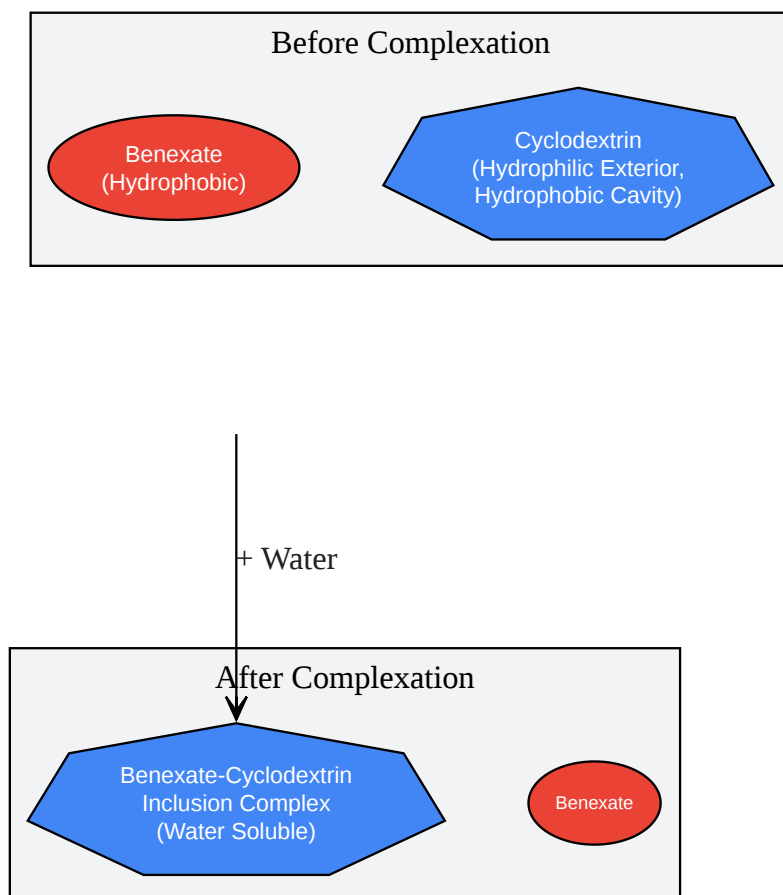 Before Complexation
Benexate
(Hydrophobic)
Cyclodextrin
(Hydrophilic Exterior,
Hydrophobic Cavity)
+ Water
After Complexation
Benexate-Cyclodextrin
Inclusion Complex
(Water Soluble)
Benexate